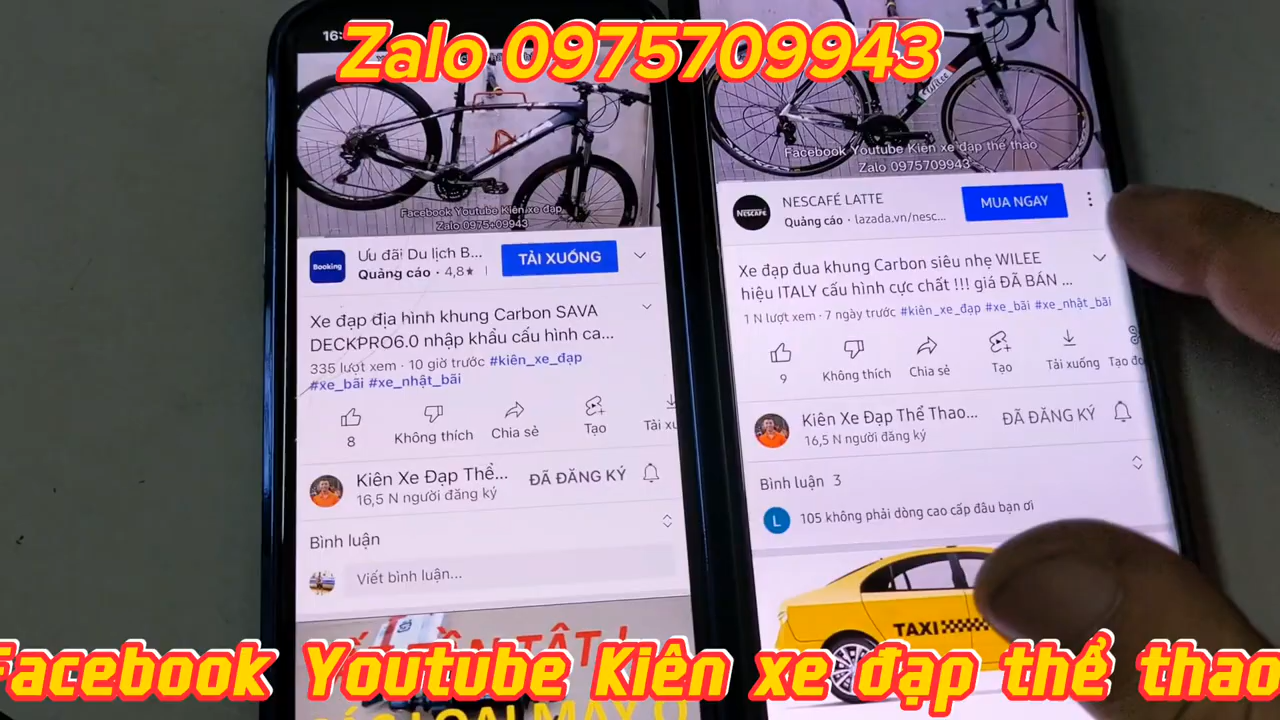 Zalo 0975709943
16:
Facebook Youtube Kiên xe đạp
Zalo 0975709943
Booking
Ưu đãi Du lịch B...
Quảng cáo · 4,8★
TẢI XUỐNG
Xe đạp địa hình khung Carbon SAVA
DECKPRO6.0 nhập khẩu cấu hình ca...
335 lượt xem · 10 giờ trước #kiên_xe_đạp
#xe_bãi #xe_nhật_bãi
8
Không thích
Chia sẻ
Tạo
Tải xu
Kiên Xe Đạp Thể...
16,5 N người đăng ký
ĐÃ ĐĂNG KÝ
Bình luận
Viết bình luận...
Facebook Youtube Kiên xe đạp thể thao
Zalo 0975709943
NESCAFÉ
NESCAFÉ LATTE
Quảng cáo · lazada.vn/nesc...
MUA NGAY
Xe đạp đua khung Carbon siêu nhẹ WILEE
hiệu ITALY cấu hình cực chất !!! giá ĐÃ BÁN ...
1 N lượt xem · 7 ngày trước #kiên_xe_đạp #xe_bãi #xe_nhật_bãi
9
Không thích
Chia sẻ
Tạo
Tải xuống
Tạo đo
Kiên Xe Đạp Thể Thao...
16,5 N người đăng ký
ĐÃ ĐĂNG KÝ
Bình luận 3
L
105 không phải dòng cao cấp đâu bạn ơi
TAXI
Facebook Youtube Kiên xe đạp thể thao